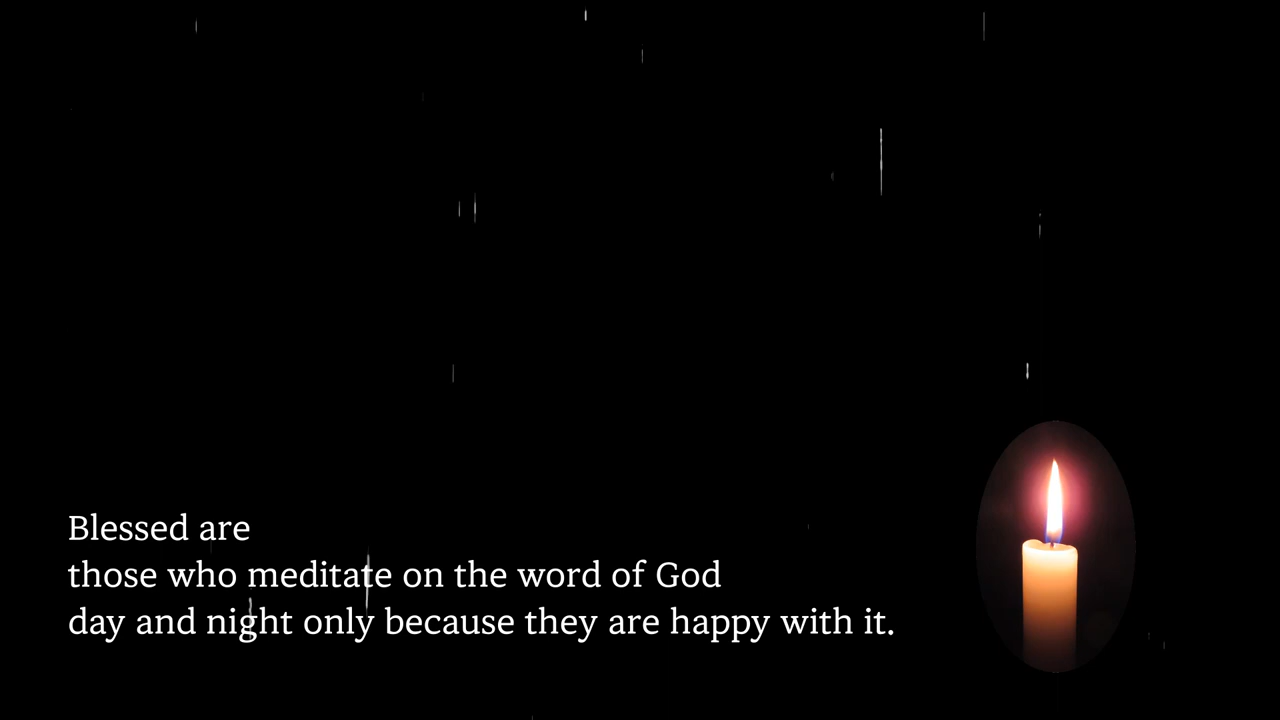 Blessed are
those who meditate on the word of God
day and night only because they are happy with it.